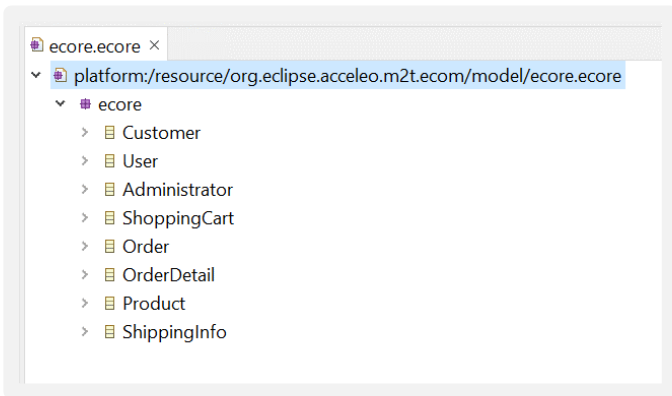 ecore.ecore ×
platform:/resource/org.eclipse.acceleo.m2t.ecom/model/ecore.ecore
ecore
Customer
User
Administrator
ShoppingCart
Order
OrderDetail
Product
ShippingInfo